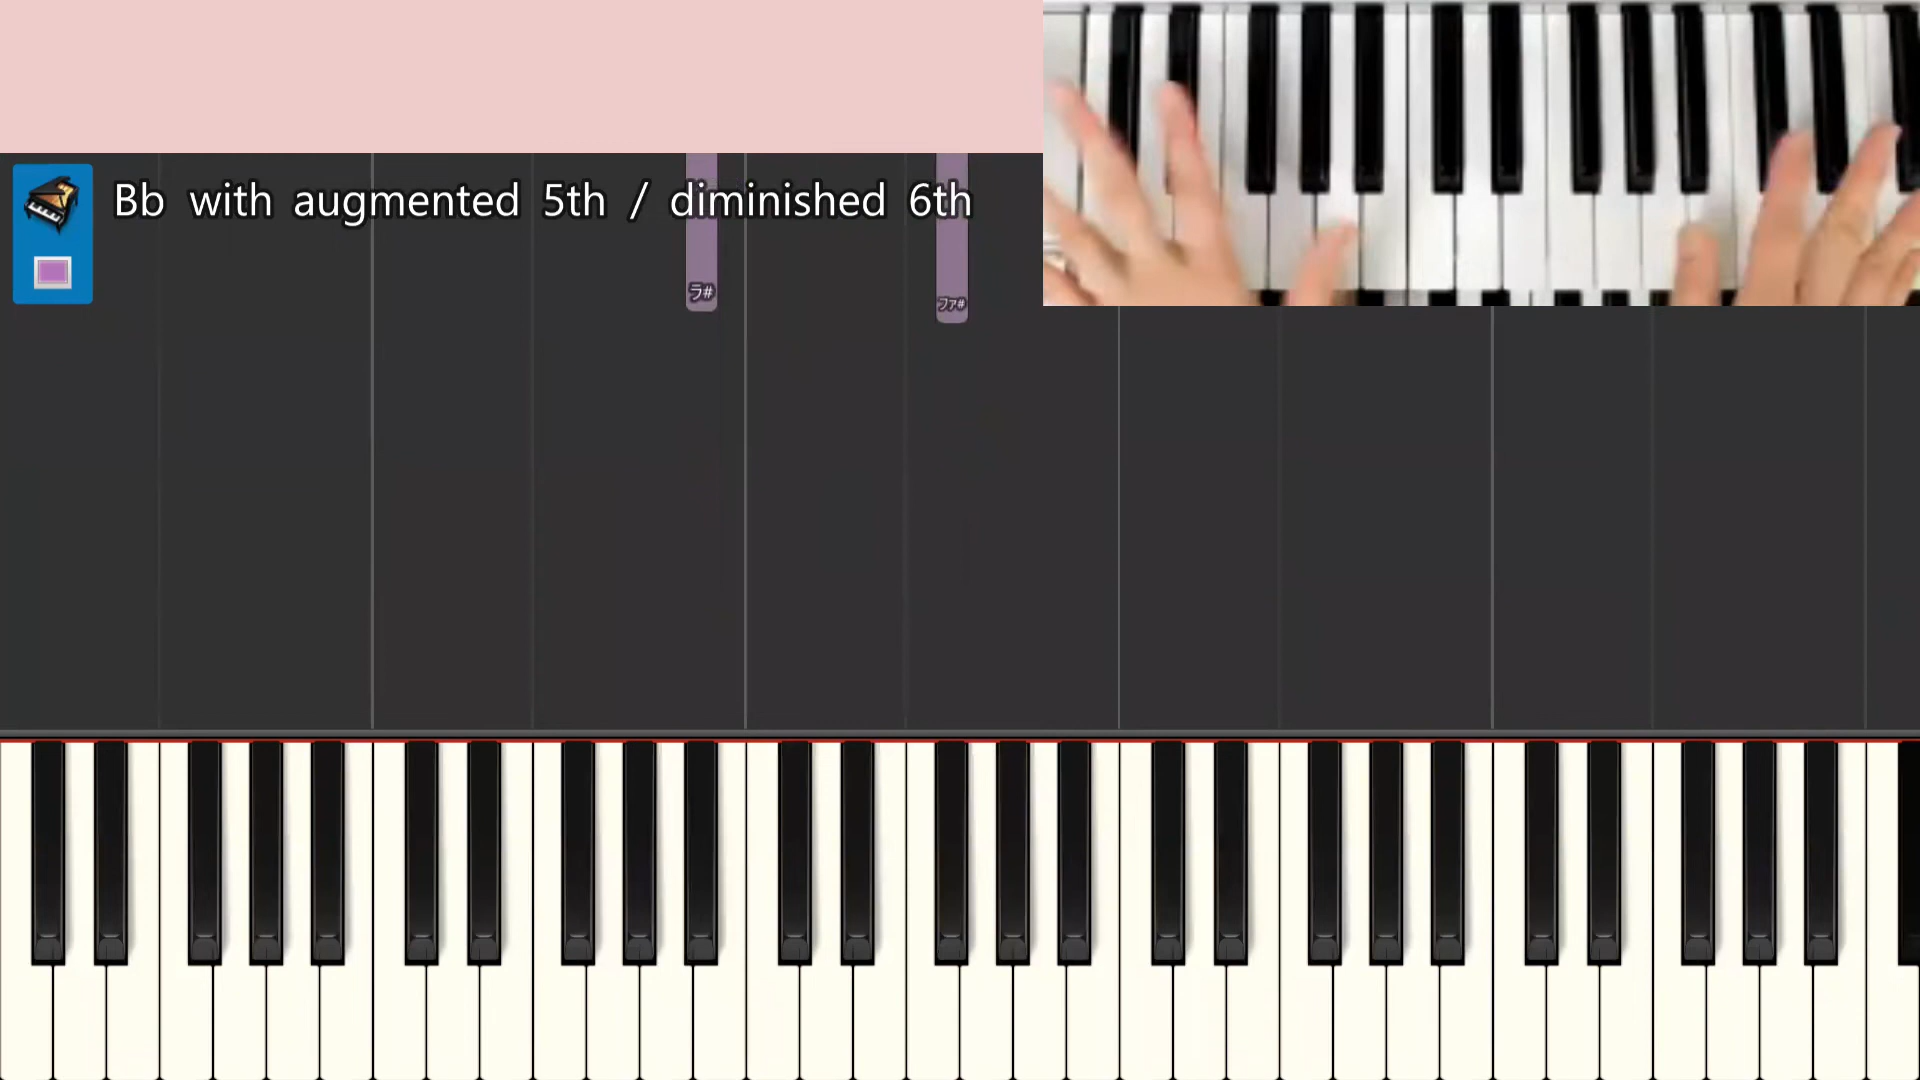 Bb with augmented 5th / diminished 6th
ラ#
ファ#